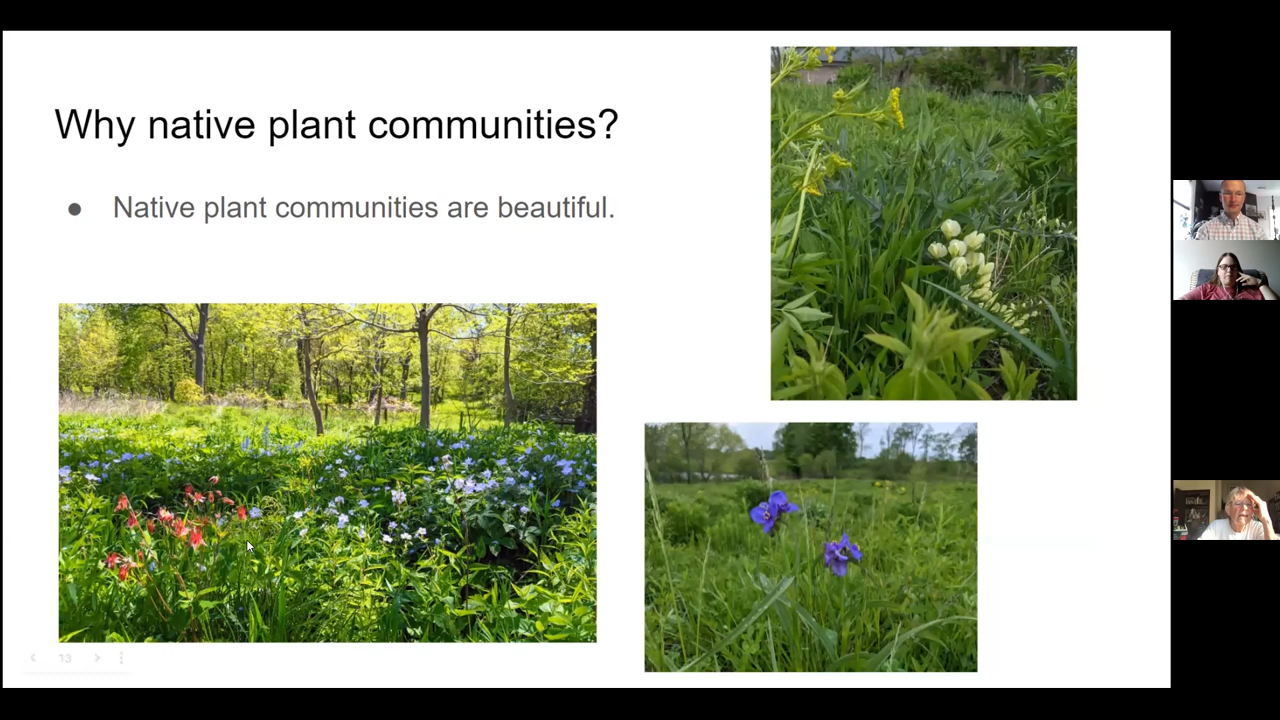 Why native plant communities?
● Native plant communities are beautiful.
13